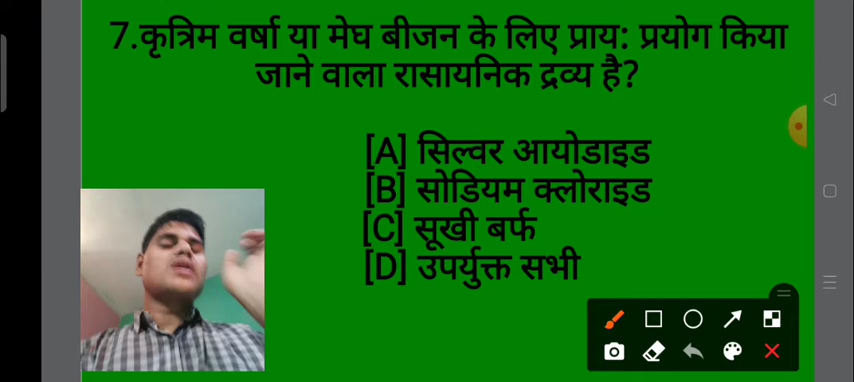 7.कृत्रिम वर्षा या मेघ बीजन के लिए प्राय: प्रयोग किया
जाने वाला रासायनिक द्रव्य है?
[A] सिल्वर आयोडाइड
[B] सोडियम क्लोराइड
[C] सूखी बर्फ
[D] उपर्युक्त सभी